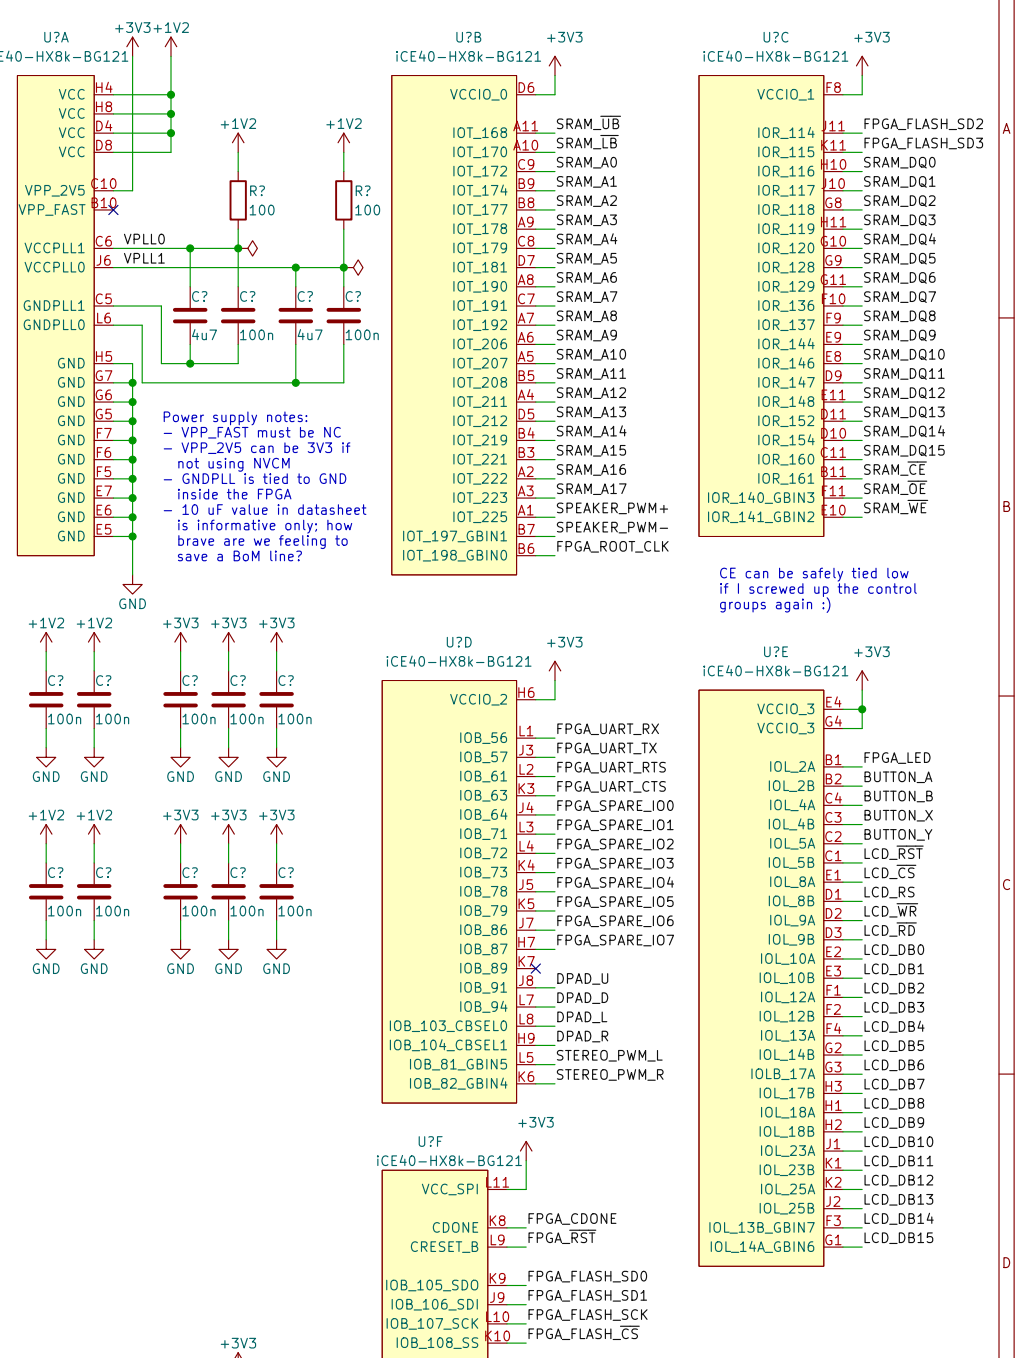 +3V3 +1V2
U?A
iCE40-HX8k-BG121
VCC H4
VCC H8
VCC D4
VCC D8
VPP_2V5 C10
VPP_FAST B10
VCCPLL1 C6 VPLL0
VCCPLL0 J6 VPLL1
GNDPLL1 C5
GNDPLL0 L6
GND H5
GND G7
GND G6
GND G5
GND F7
GND F6
GND F5
GND E7
GND E6
GND E5
GND
+1V2
R?
100
+1V2
R?
100
C?
4u7
C?
100n
C?
4u7
C?
100n
Power supply notes:
- VPP_FAST must be NC
- VPP_2V5 can be 3V3 if
not using NVCM
- GNDPLL is tied to GND
inside the FPGA
- 10 uF value in datasheet
is informative only; how
brave are we feeling to
save a BoM line?
+1V2 +1V2 +3V3 +3V3 +3V3
C? C? C? C? C?
100n 100n 100n 100n 100n
GND GND GND GND GND
+1V2 +1V2 +3V3 +3V3 +3V3
C? C? C? C? C?
100n 100n 100n 100n 100n
GND GND GND GND GND
+3V3
U?B
iCE40-HX8k-BG121
+3V3
VCCIO_0 D6
IOT_168 A11 SRAM_UB
IOT_170 A10 SRAM_LB
IOT_172 C9 SRAM_A0
IOT_174 B9 SRAM_A1
IOT_177 B8 SRAM_A2
IOT_178 A9 SRAM_A3
IOT_179 C8 SRAM_A4
IOT_181 D7 SRAM_A5
IOT_190 A8 SRAM_A6
IOT_191 C7 SRAM_A7
IOT_192 A7 SRAM_A8
IOT_206 A6 SRAM_A9
IOT_207 A5 SRAM_A10
IOT_208 B5 SRAM_A11
IOT_211 A4 SRAM_A12
IOT_212 D5 SRAM_A13
IOT_219 B4 SRAM_A14
IOT_221 B3 SRAM_A15
IOT_222 A2 SRAM_A16
IOT_223 A3 SRAM_A17
IOT_225 A1 SPEAKER_PWM+
IOT_197_GBIN1 B7 SPEAKER_PWM-
IOT_198_GBIN0 B6 FPGA_ROOT_CLK
U?D
iCE40-HX8k-BG121
+3V3
VCCIO_2 H6
IOB_56 L1 FPGA_UART_RX
IOB_57 J3 FPGA_UART_TX
IOB_61 L2 FPGA_UART_RTS
IOB_63 K3 FPGA_UART_CTS
IOB_64 J4 FPGA_SPARE_IO0
IOB_71 L3 FPGA_SPARE_IO1
IOB_72 L4 FPGA_SPARE_IO2
IOB_73 K4 FPGA_SPARE_IO3
IOB_78 J5 FPGA_SPARE_IO4
IOB_79 K5 FPGA_SPARE_IO5
IOB_86 J7 FPGA_SPARE_IO6
IOB_87 H7 FPGA_SPARE_IO7
IOB_89 K7
IOB_91 J8 DPAD_U
IOB_94 L7 DPAD_D
IOB_103_CBSEL0 L8 DPAD_L
IOB_104_CBSEL1 H9 DPAD_R
IOB_81_GBIN5 L5 STEREO_PWM_L
IOB_82_GBIN4 K6 STEREO_PWM_R
U?F
iCE40-HX8k-BG121
+3V3
VCC_SPI L11
CDONE K8 FPGA_CDONE
CRESET_B L9 FPGA_RST
IOB_105_SDO K9 FPGA_FLASH_SD0
IOB_106_SDI J9 FPGA_FLASH_SD1
IOB_107_SCK L10 FPGA_FLASH_SCK
IOB_108_SS K10 FPGA_FLASH_CS
U?C
iCE40-HX8k-BG121
+3V3
VCCIO_1 F8
IOR_114 J11 FPGA_FLASH_SD2
IOR_115 K11 FPGA_FLASH_SD3
IOR_116 H10 SRAM_DQ0
IOR_117 J10 SRAM_DQ1
IOR_118 G8 SRAM_DQ2
IOR_119 H11 SRAM_DQ3
IOR_120 G10 SRAM_DQ4
IOR_128 G9 SRAM_DQ5
IOR_129 G11 SRAM_DQ6
IOR_136 F10 SRAM_DQ7
IOR_137 F9 SRAM_DQ8
IOR_144 E9 SRAM_DQ9
IOR_146 E8 SRAM_DQ10
IOR_147 D9 SRAM_DQ11
IOR_148 E11 SRAM_DQ12
IOR_152 D11 SRAM_DQ13
IOR_154 D10 SRAM_DQ14
IOR_160 C11 SRAM_DQ15
IOR_161 B11 SRAM_CE
IOR_140_GBIN3 F11 SRAM_OE
IOR_141_GBIN2 E10 SRAM_WE
CE can be safely tied low
if I screwed up the control
groups again :)
U?E
iCE40-HX8k-BG121
+3V3
VCCIO_3 E4
VCCIO_3 G4
IOL_2A B1 FPGA_LED
IOL_2B B2 BUTTON_A
IOL_4A C4 BUTTON_B
IOL_4B C3 BUTTON_X
IOL_5A C2 BUTTON_Y
IOL_5B C1 LCD_RST
IOL_8A E1 LCD_CS
IOL_8B D1 LCD_RS
IOL_9A D2 LCD_WR
IOL_9B D3 LCD_RD
IOL_10A E2 LCD_DB0
IOL_10B E3 LCD_DB1
IOL_12A F1 LCD_DB2
IOL_12B F2 LCD_DB3
IOL_13A F4 LCD_DB4
IOL_14B G2 LCD_DB5
IOLB_17A G3 LCD_DB6
IOL_17B H3 LCD_DB7
IOL_18A H1 LCD_DB8
IOL_18B H2 LCD_DB9
IOL_23A J1 LCD_DB10
IOL_23B K1 LCD_DB11
IOL_25A K2 LCD_DB12
IOL_25B J2 LCD_DB13
IOL_13B_GBIN7 F3 LCD_DB14
IOL_14A_GBIN6 G1 LCD_DB15
A
B
C
D